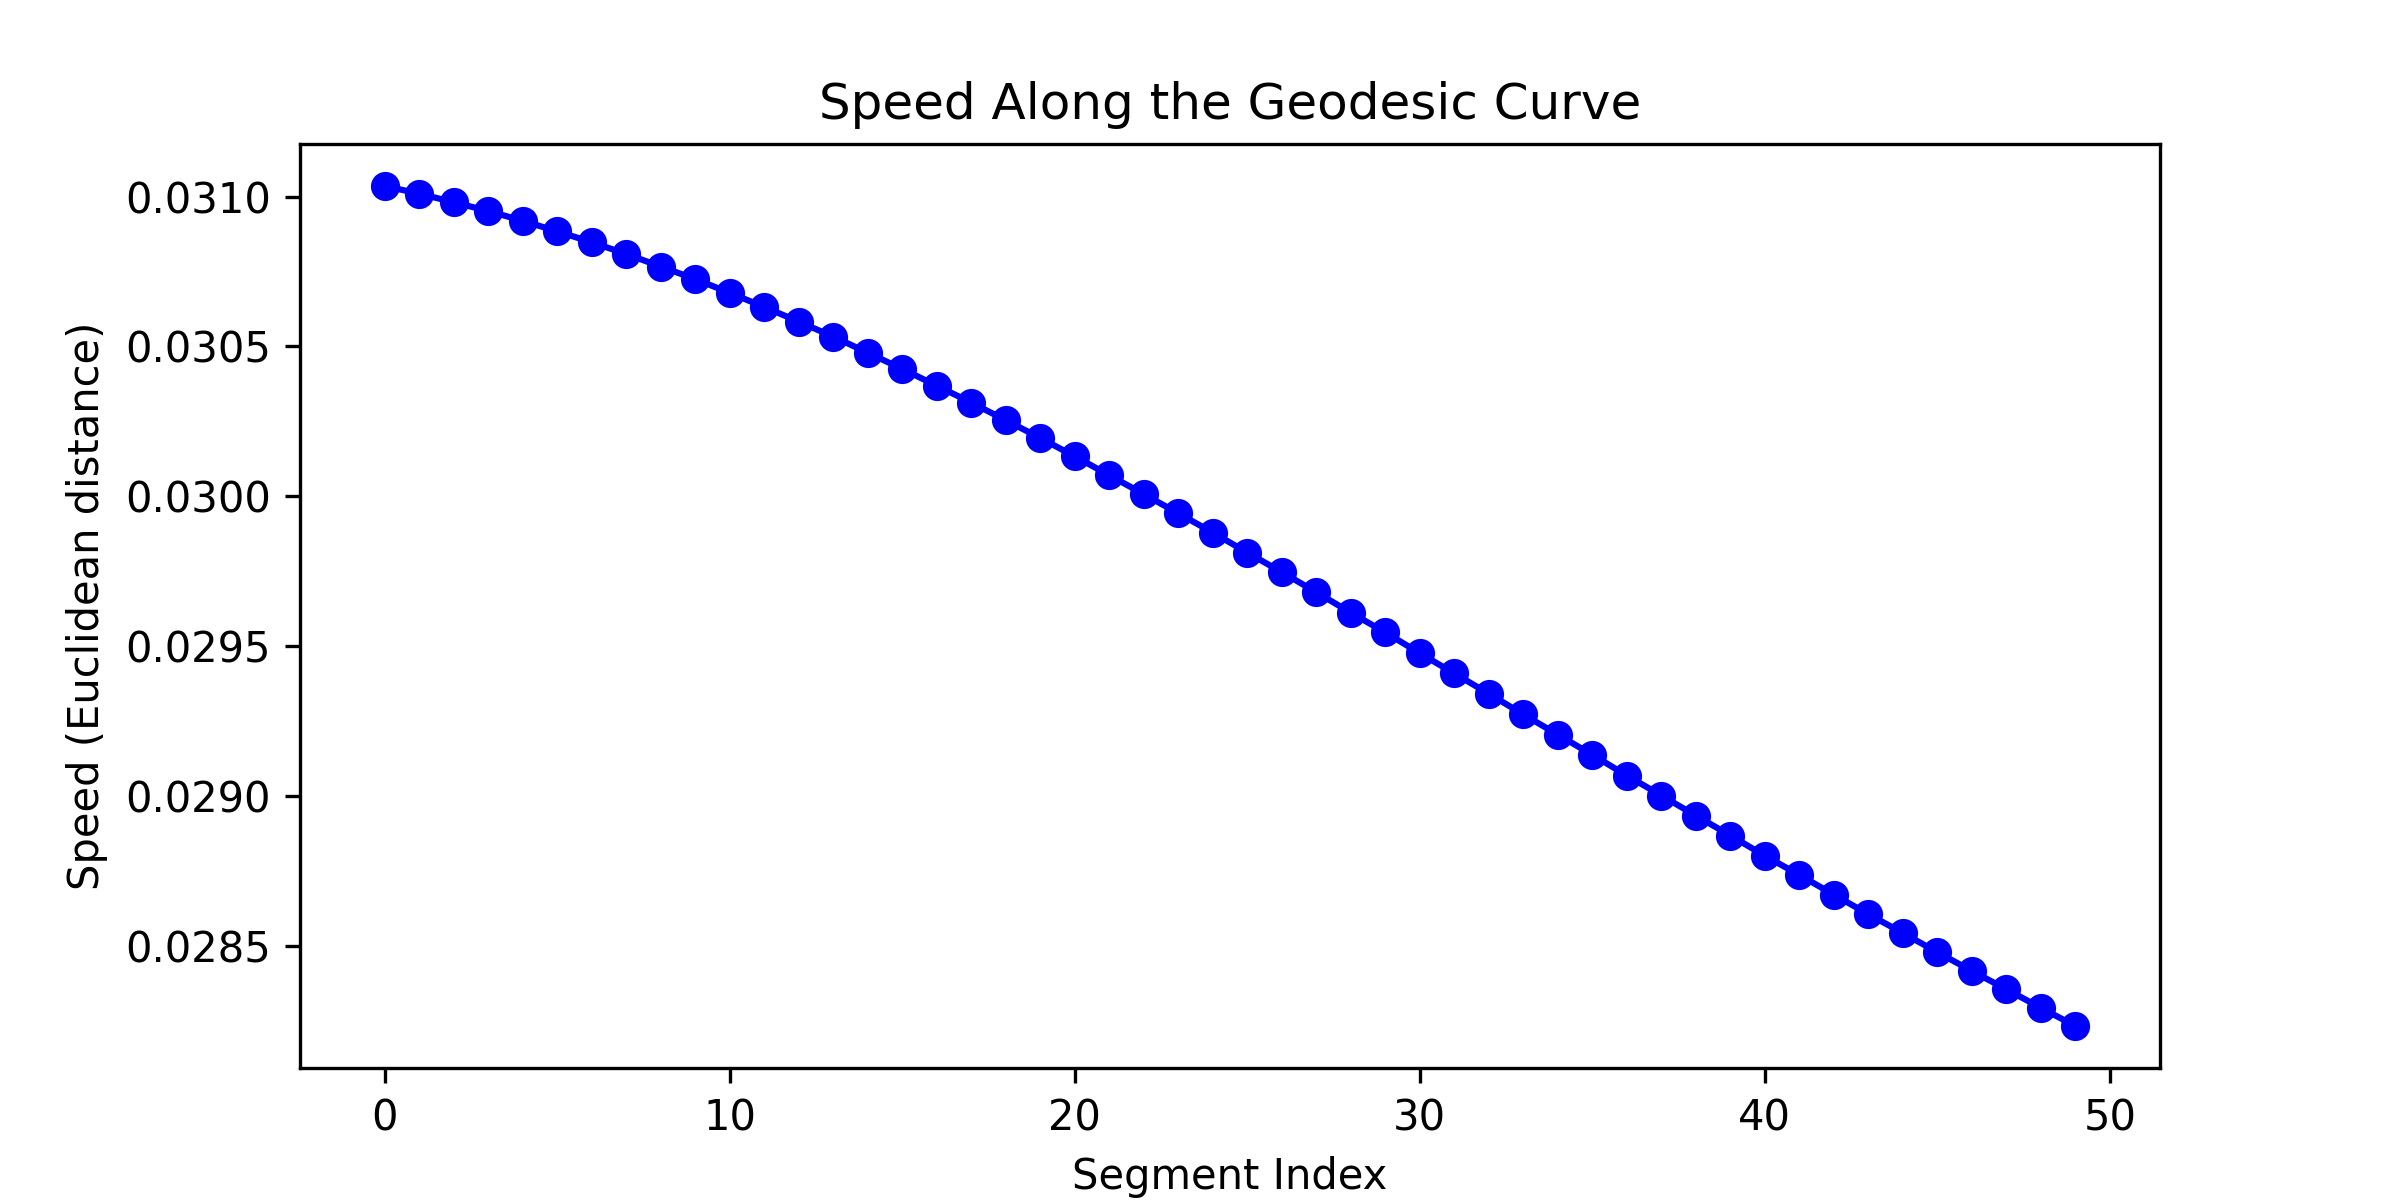 Speed Along the Geodesic Curve
Speed (Euclidean distance)
0.0310
0.0305
0.0300
0.0295
0.0290
0.0285
0 10 20 30 40 50
Segment Index